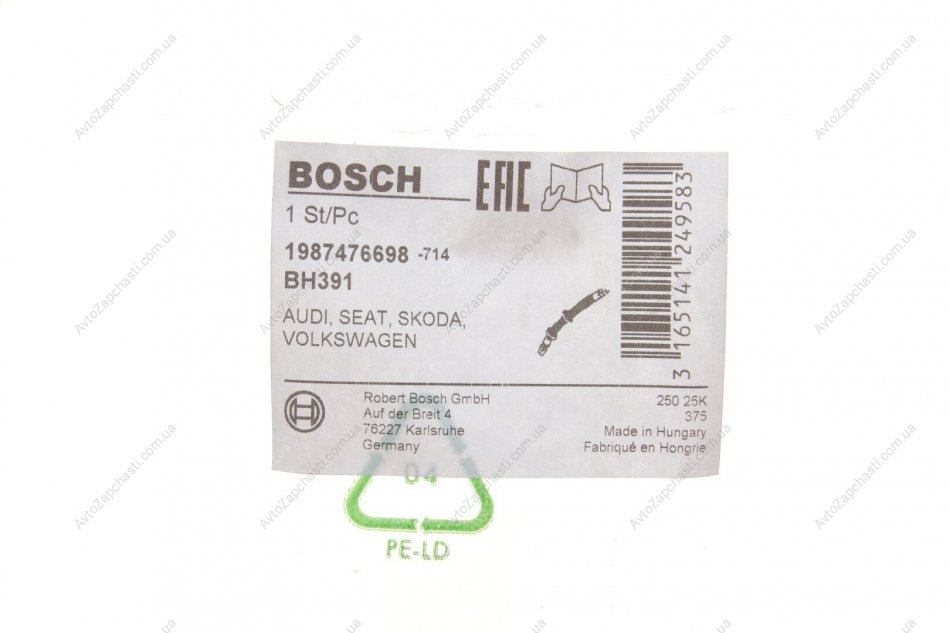 BOSCH
EAC
1 St/Pc
1987476698 -714
BH391
AUDI, SEAT, SKODA,
VOLKSWAGEN
3 165141 249583
Robert Bosch GmbH
Auf der Breit 4
76227 Karlsruhe
Germany
250 25K
375
Made in Hungary
Fabriqué en Hongrie
04
PE-LD
AvtoZapchasti.com.ua